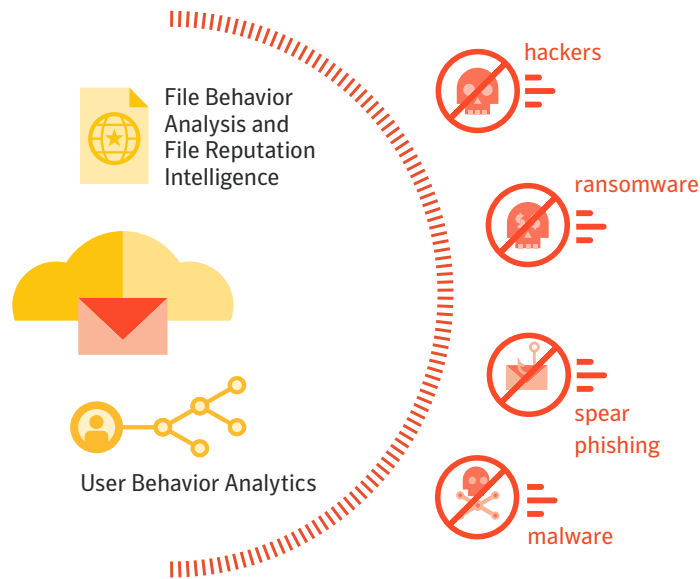 File Behavior
Analysis and
File Reputation
Intelligence
User Behavior Analytics
hackers
ransomware
spear
phishing
malware